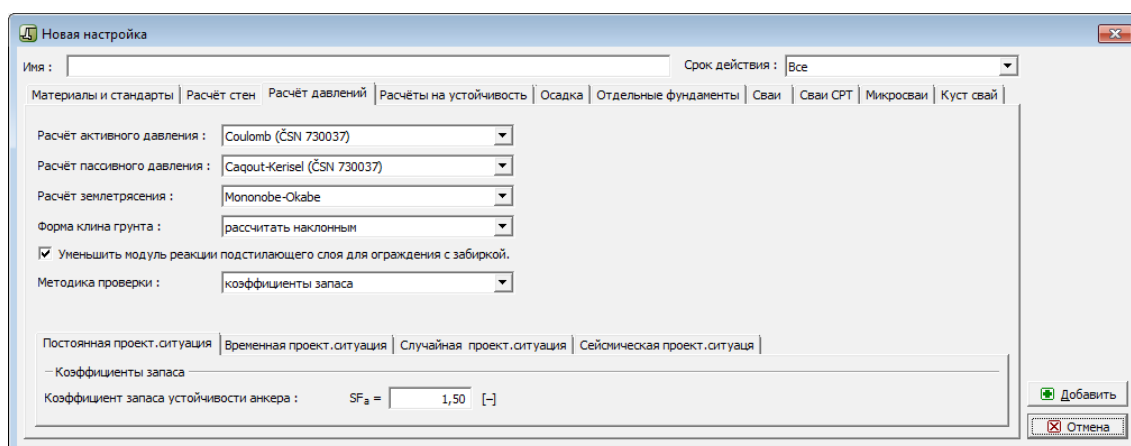 Новая настройка
Имя : Срок действия : Все
Материалы и стандарты Расчёт стен Расчёт давлений Расчёты на устойчивость Осадка Отдельные фундаменты Сваи Сваи СРТ Микросваи Куст свай
Расчёт активного давления : Coulomb (ČSN 730037)
Расчёт пассивного давления : Caqout-Kerisel (ČSN 730037)
Расчёт землетрясения : Mononobe-Okabe
Форма клина грунта : рассчитать наклонным
Уменьшить модуль реакции подстилающего слоя для ограждения с забиркой.
Методика проверки : коэффициенты запаса
Постоянная проект.ситуация Временная проект.ситуация Случайная проект.ситуация Сейсмическая проект.ситуаця
Коэффициенты запаса
Коэффициент запаса устойчивости анкера : SFa = 1,50 [–]
Добавить
Отмена